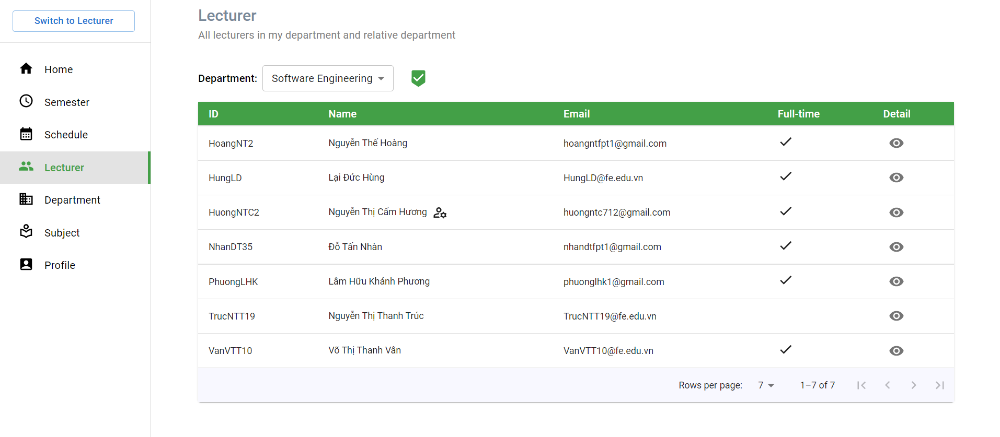 Switch to Lecturer
Home
Semester
Schedule
Lecturer
Department
Subject
Profile
Lecturer
All lecturers in my department and relative department
Department: Software Engineering
ID Name Email Full-time Detail
HoangNT2 Nguyễn Thế Hoàng hoangntfpt1@gmail.com
HungLD Lại Đức Hùng HungLD@fe.edu.vn
HuongNTC2 Nguyễn Thị Cẩm Hương huongntc712@gmail.com
NhanDT35 Đỗ Tấn Nhàn nhandtfpt1@gmail.com
PhuongLHK Lâm Hữu Khánh Phương phuonglhk1@gmail.com
TrucNTT19 Nguyễn Thị Thanh Trúc TrucNTT19@fe.edu.vn
VanVTT10 Võ Thị Thanh Vân VanVTT10@fe.edu.vn
Rows per page: 7 1–7 of 7